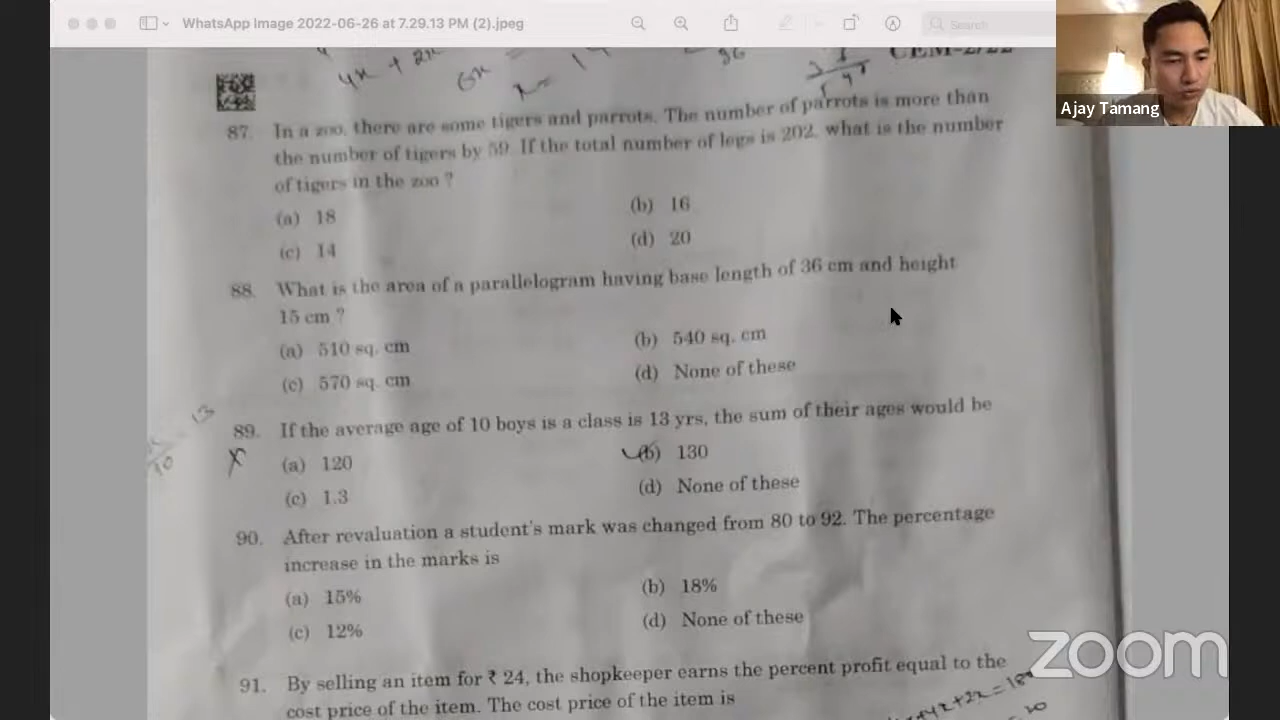 WhatsApp Image 2022-06-26 at 7.29.13 PM (2).jpeg
Search
Ajay Tamang
4x + 2x
6x
x =
36
87. In a zoo, there are some tigers and parrots. The number of parrots is more than
the number of tigers by 59. If the total number of legs is 202, what is the number
of tigers in the zoo ?
(a) 18 (b) 16
(c) 14 (d) 20
88. What is the area of a parallelogram having base length of 36 cm and height
15 cm ?
(a) 510 sq. cm (b) 540 sq. cm
(c) 570 sq. cm (d) None of these
13
10
89. If the average age of 10 boys is a class is 13 yrs, the sum of their ages would be
(a) 120 (b) 130
(c) 1.3 (d) None of these
90. After revaluation a student's mark was changed from 80 to 92. The percentage
increase in the marks is
(a) 15% (b) 18%
(c) 12% (d) None of these
91. By selling an item for ₹ 24, the shopkeeper earns the percent profit equal to the
cost price of the item. The cost price of the item is
zoom